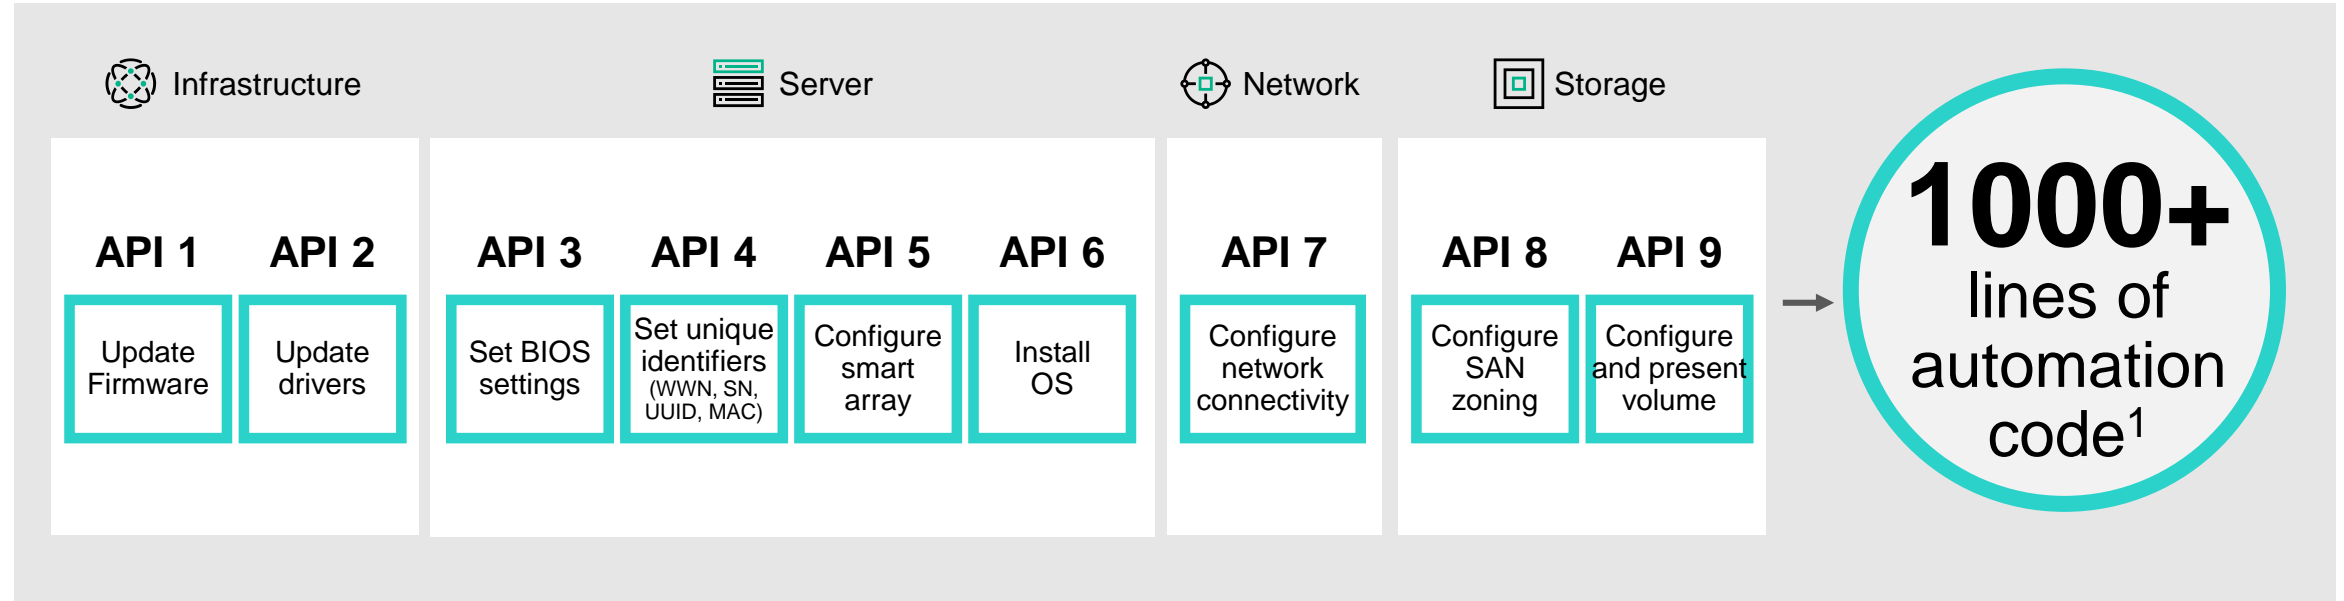 Infrastructure
Server
Network
Storage
API 1
API 2
API 3
API 4
API 5
API 6
API 7
API 8
API 9
Update
Firmware
Update
drivers
Set BIOS
settings
Set unique
identifiers
(WWN, SN,
UUID, MAC)
Configure
smart
array
Install
OS
Configure
network
connectivity
Configure
SAN
zoning
Configure
and present
volume
1000+
lines of
automation
code¹